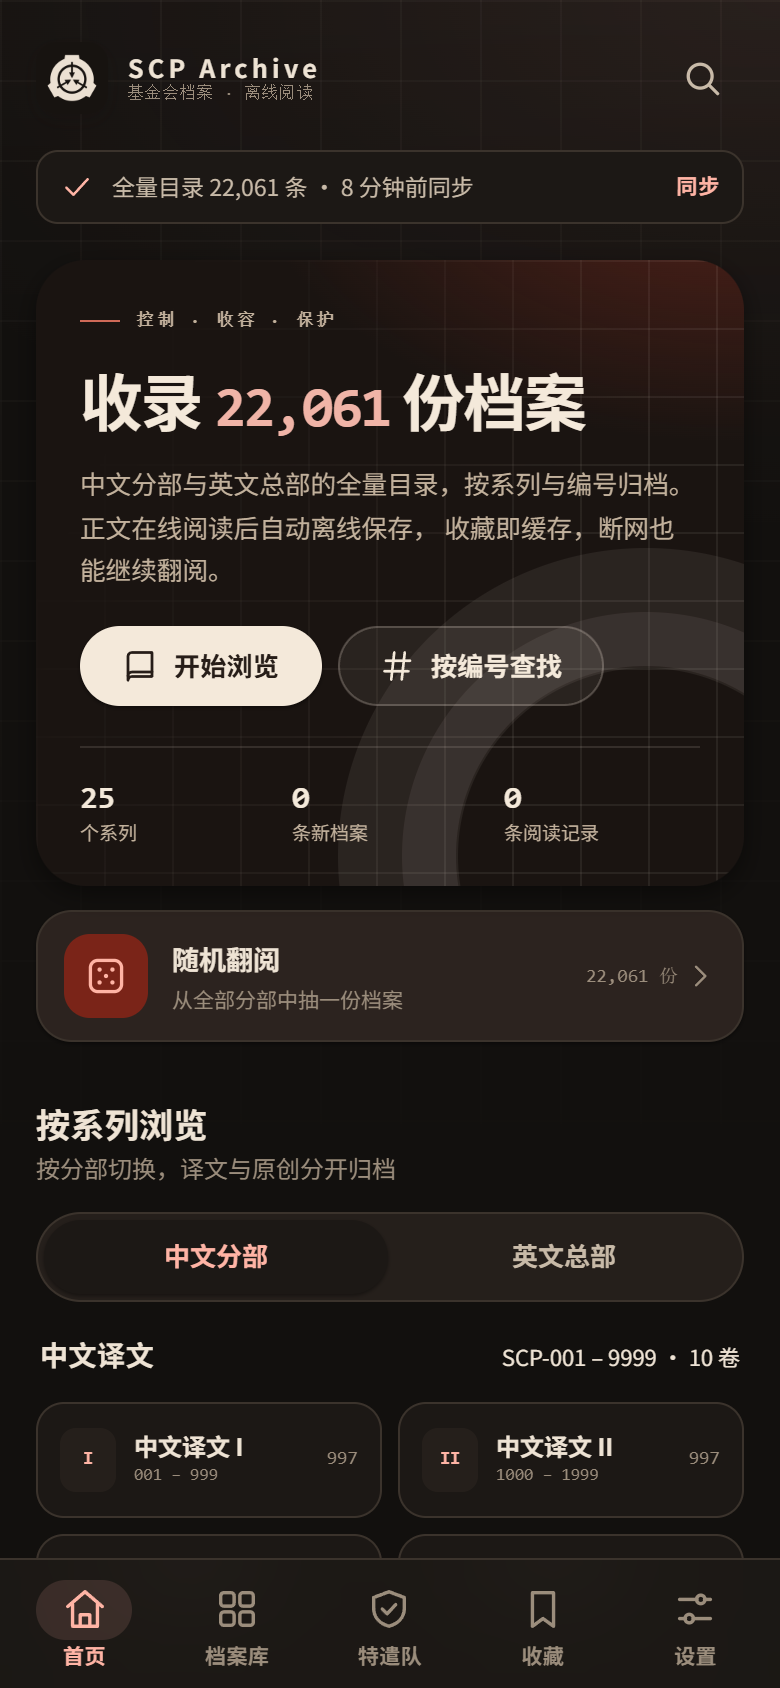 SCP Archive
基金会档案 · 离线阅读
全量目录 22,061 条 · 8 分钟前同步
同步
控制 · 收容 · 保护
收录 22,061 份档案
中文分部与英文总部的全量目录，按系列与编号归档。
正文在线阅读后自动离线保存， 收藏即缓存，断网也
能继续翻阅。
开始浏览
按编号查找
25
个系列
0
条新档案
0
条阅读记录
随机翻阅
从全部分部中抽一份档案
22,061 份
按系列浏览
按分部切换，译文与原创分开归档
中文分部
英文总部
中文译文
SCP-001 – 9999 · 10 卷
I
中文译文 I
001 – 999
997
II
中文译文 II
1000 – 1999
997
首页
档案库
特遣队
收藏
设置